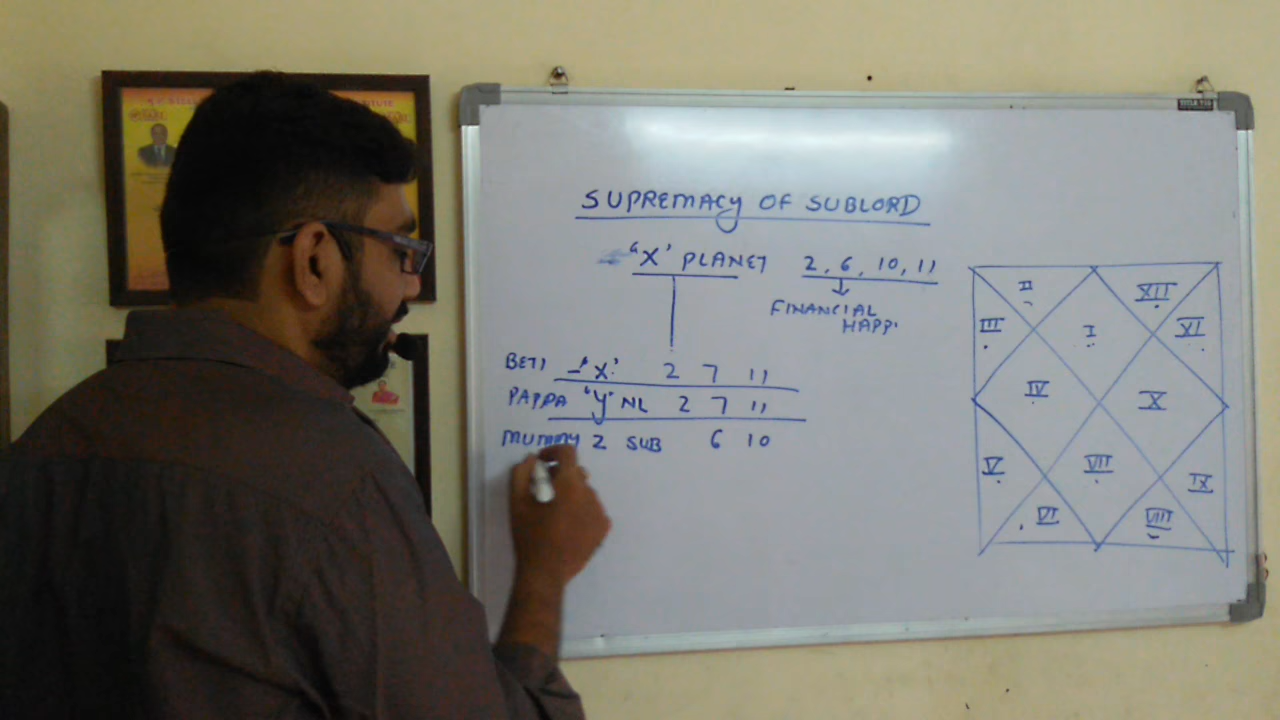 SUPREMACY OF SUBLORD
'X' PLANET 2, 6, 10, 11
FINANCIAL
HAPP
BETI 'X' 2 7 11
PAPPA 'Y' NL 2 7 11
MUMMY 2 SUB 6 10
II
XII
III
I
XI
IV
X
V
VII
IX
VI
VIII